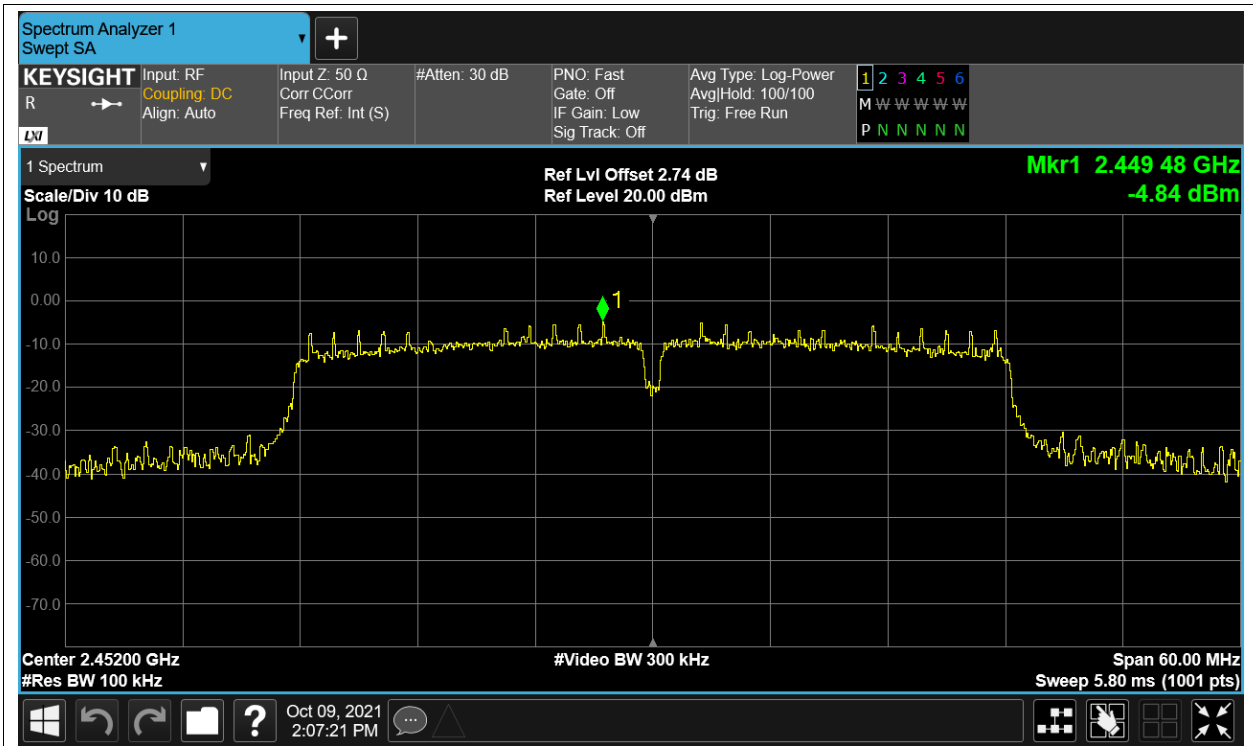 Spectrum Analyzer 1
Swept SA
KEYSIGHT
R
LXI
Input: RF
Coupling: DC
Align: Auto
Input Z: 50 Ω
Corr CCorr
Freq Ref: Int (S)
#Atten: 30 dB
PNO: Fast
Gate: Off
IF Gain: Low
Sig Track: Off
Avg Type: Log-Power
Avg|Hold: 100/100
Trig: Free Run
1 2 3 4 5 6
M W W W W W
P N N N N N
1 Spectrum
Scale/Div 10 dB
Ref Lvl Offset 2.74 dB
Ref Level 20.00 dBm
Mkr1 2.449 48 GHz
-4.84 dBm
Log
10.0
0.00
-10.0
-20.0
-30.0
-40.0
-50.0
-60.0
-70.0
1
Center 2.45200 GHz
#Video BW 300 kHz
Span 60.00 MHz
#Res BW 100 kHz
Sweep 5.80 ms (1001 pts)
?
Oct 09, 2021
2:07:21 PM